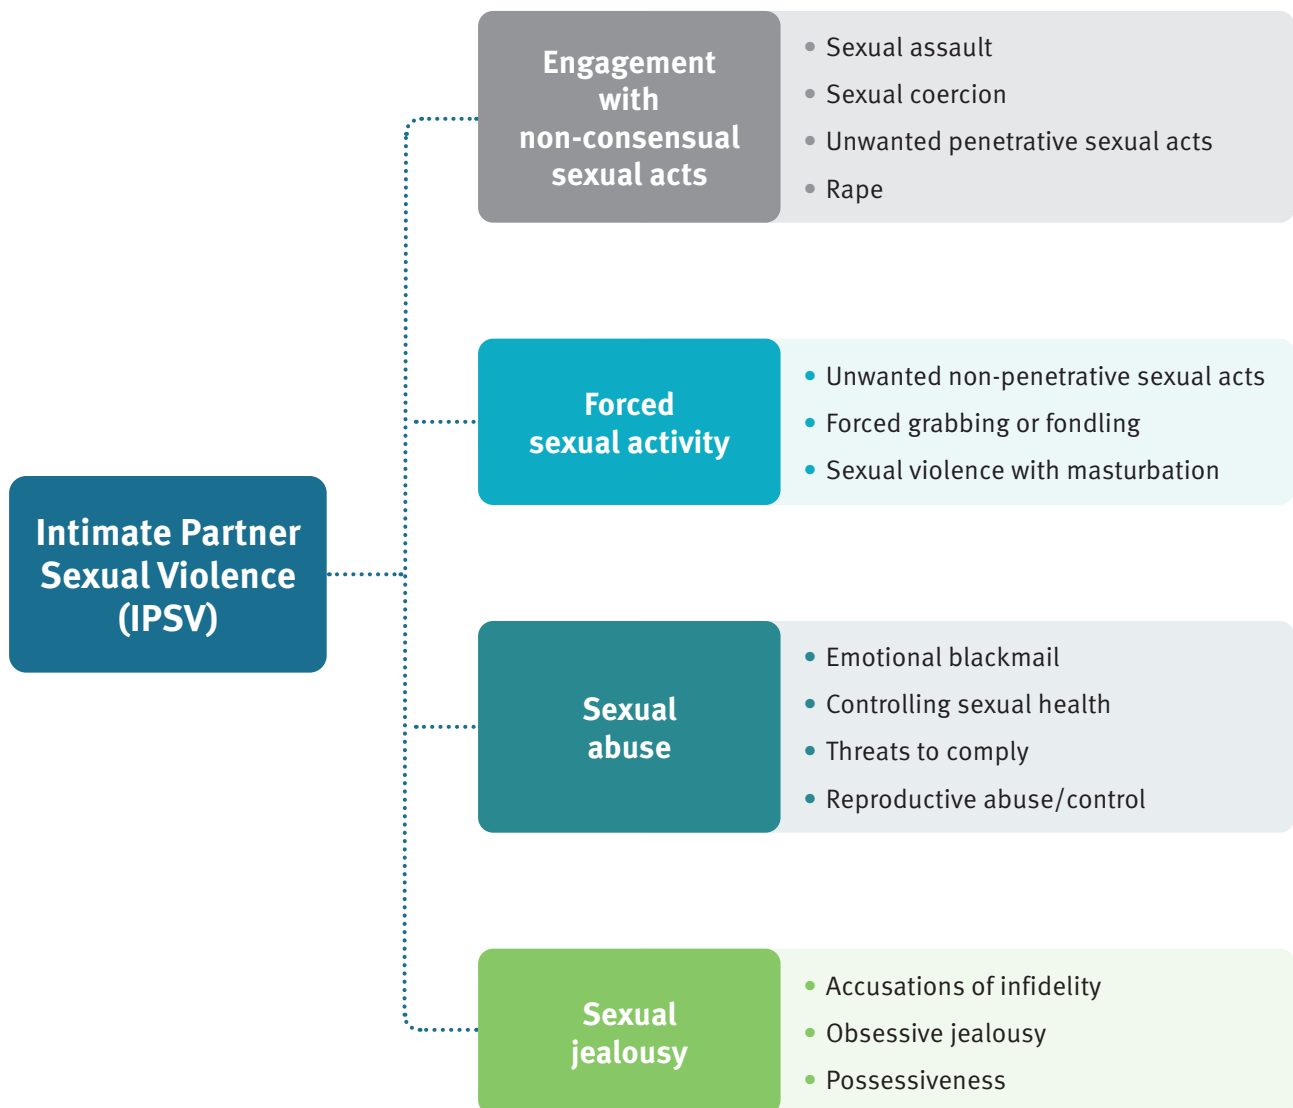 Intimate Partner
Sexual Violence
(IPSV)
Engagement
with
non-consensual
sexual acts
• Sexual assault
• Sexual coercion
• Unwanted penetrative sexual acts
• Rape
Forced
sexual activity
• Unwanted non-penetrative sexual acts
• Forced grabbing or fondling
• Sexual violence with masturbation
Sexual
abuse
• Emotional blackmail
• Controlling sexual health
• Threats to comply
• Reproductive abuse/control
Sexual
jealousy
• Accusations of infidelity
• Obsessive jealousy
• Possessiveness